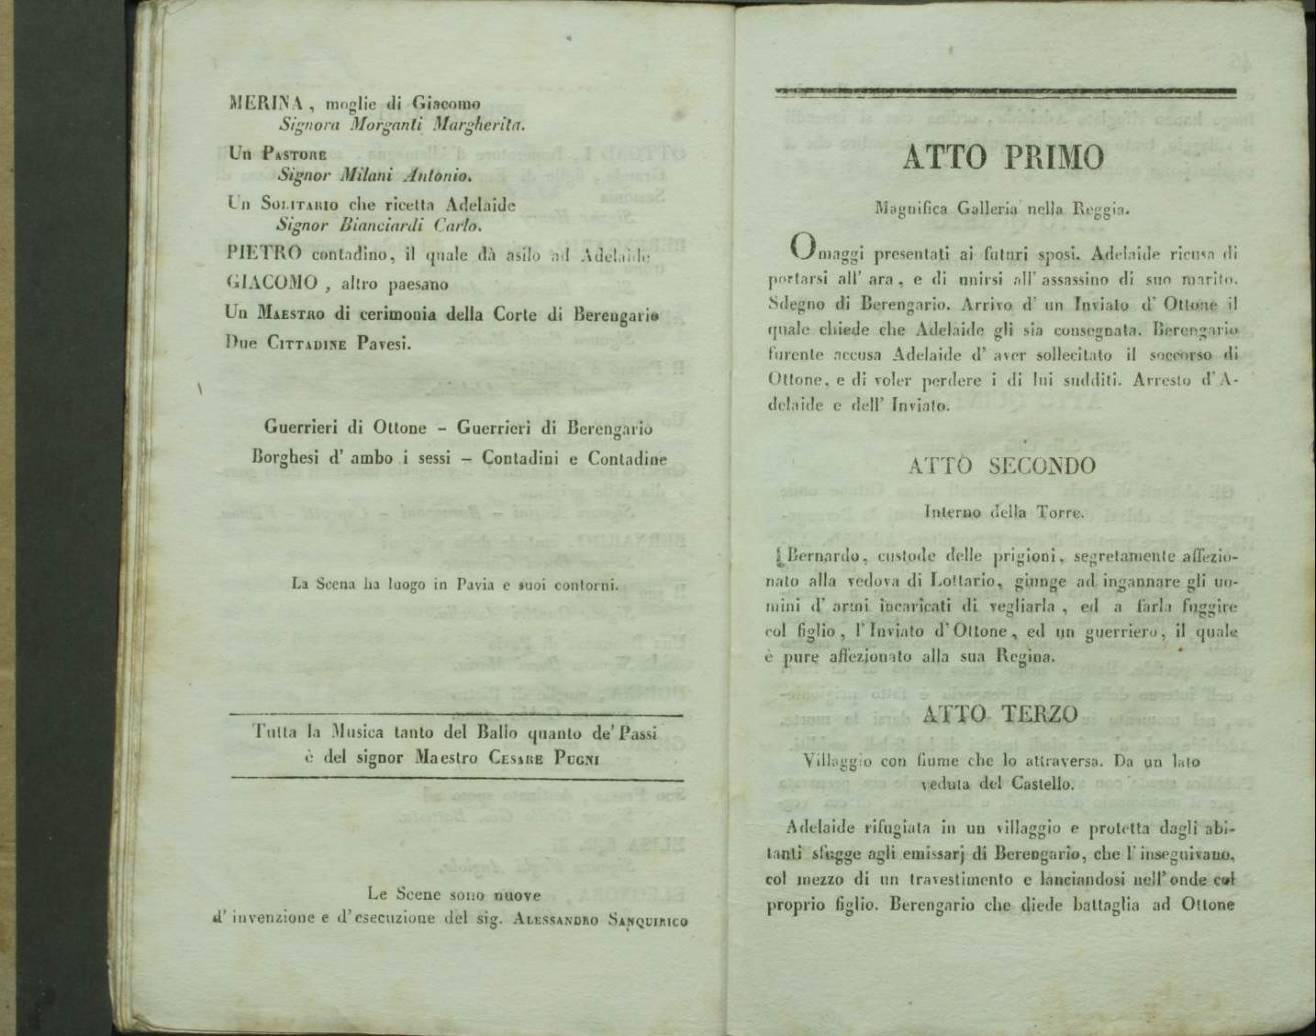 MERINA, moglie di Giacomo
Signora Morganti Margherita.
Un PASTORE
Signor Milani Antonio.
Un SOLITARIO che ricetta Adelaide
Signor Bianciardi Carlo.
PIETRO contadino, il quale dà asilo ad Adelaide
GIACOMO, altro paesano
Un MAESTRO di cerimonia della Corte di Berengario
Due CITTADINE Pavesi.
Guerrieri di Ottone - Guerrieri di Berengario
Borghesi d' ambo i sessi - Contadini e Contadine
La Scena ha luogo in Pavia e suoi contorni.
Tutta la Musica tanto del Ballo quanto de' Passi
è del signor Maestro CESARE PUGNI
Le Scene sono nuove
d' invenzione e d' esecuzione del sig. ALESSANDRO SANQUIRICO
ATTO PRIMO
Magnifica Galleria nella Reggia.
Omaggi presentati ai futuri sposi. Adelaide ricusa di
portarsi all' ara, e di unirsi all' assassino di suo marito.
Sdegno di Berengario. Arrivo d' un Inviato d' Ottone il
quale chiede che Adelaide gli sia consegnata. Berengario
furente accusa Adelaide d' aver sollecitato il soccorso di
Ottone, e di voler perdere i di lui sudditi. Arresto d' A-
delaide e dell' Inviato.
ATTO SECONDO
Interno della Torre.
Bernardo, custode delle prigioni, segretamente affezio-
nato alla vedova di Lottario, giunge ad ingannare gli uo-
mini d' armi incaricati di vegliarla, ed a farla fuggire
col figlio, l' Inviato d' Ottone, ed un guerriero, il quale
è pure affezionato alla sua Regina.
ATTO TERZO
Villaggio con fiume che lo attraversa. Da un lato
veduta del Castello.
Adelaide rifugiata in un villaggio e protetta dagli abi-
tanti sfugge agli emissarj di Berengario, che l' inseguivano,
col mezzo di un travestimento e lanciandosi nell' onde col
proprio figlio. Berengario che diede battaglia ad Ottone